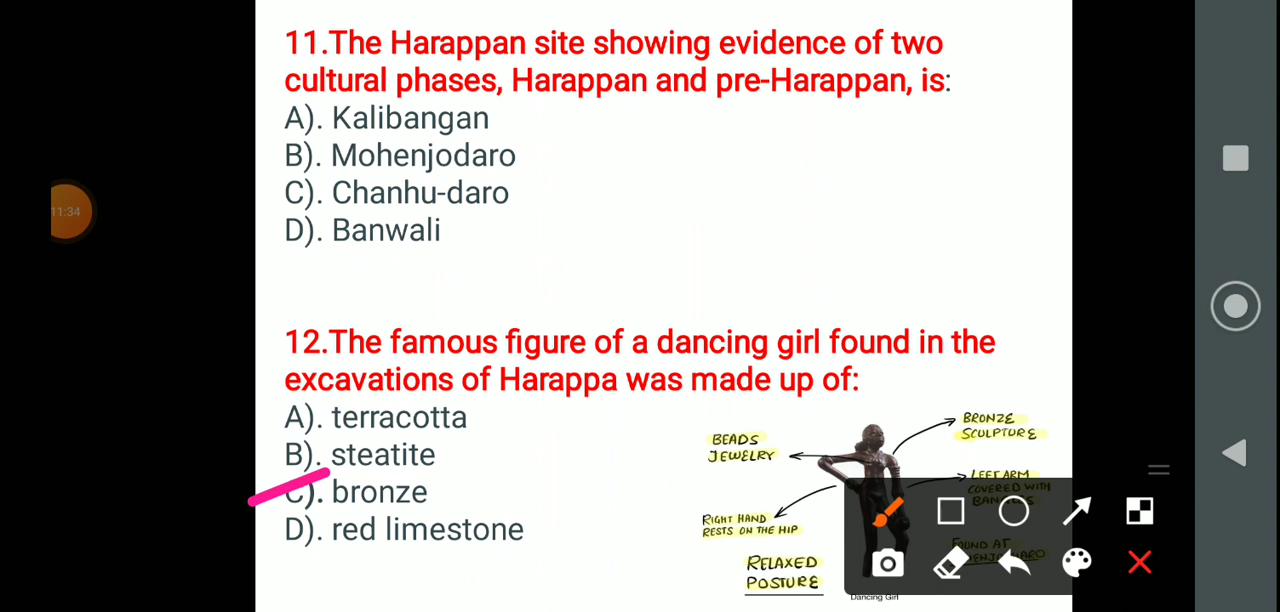 11.The Harappan site showing evidence of two
cultural phases, Harappan and pre-Harappan, is:
A). Kalibangan
B). Mohenjodaro
C). Chanhu-daro
D). Banwali
11:34
12.The famous figure of a dancing girl found in the
excavations of Harappa was made up of:
A). terracotta
B). steatite
C). bronze
D). red limestone
BEADS
JEWELRY
BRONZE
SCULPTURE
LEFT ARM
COVERED WITH
BANGLES
RIGHT HAND
RESTS ON THE HIP
FOUND AT
RELAXED
POSTURE
Dancing Girl